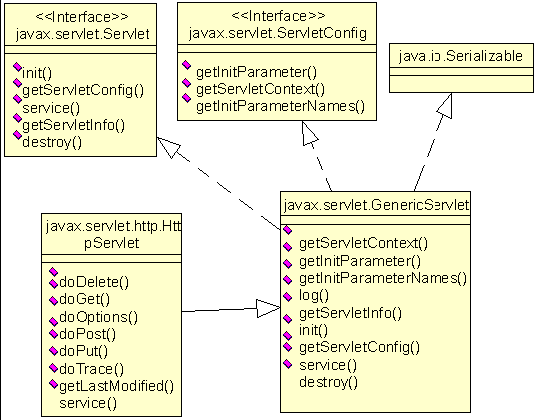 <<Interface>>
javax.servlet.Servlet
init()
getServletConfig()
service()
getServletInfo()
destroy()
<<Interface>>
javax.servlet.ServletConfig
getInitParameter()
getServletContext()
getInitParameterNames()
java.io.Serializable
javax.servlet.http.Htt
pServlet
doDelete()
doGet()
doOptions()
doPost()
doPut()
doTrace()
getLastModified()
service()
javax.servlet.GenericServlet
getServletContext()
getInitParameter()
getInitParameterNames()
log()
getServletInfo()
init()
getServletConfig()
service()
destroy()